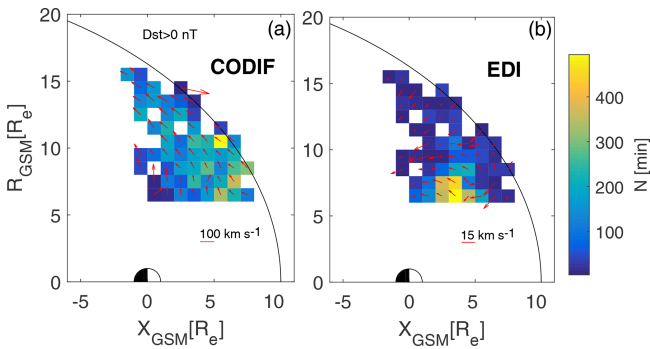 (a)
Dst>0 nT
CODIF
100 km s⁻¹
20
15
10
5
0
-5
0
5
10
R_GSM[R_e]
X_GSM[R_e]
(b)
EDI
15 km s⁻¹
20
15
10
5
0
-5
0
5
10
X_GSM[R_e]
400
300
200
100
N [min]